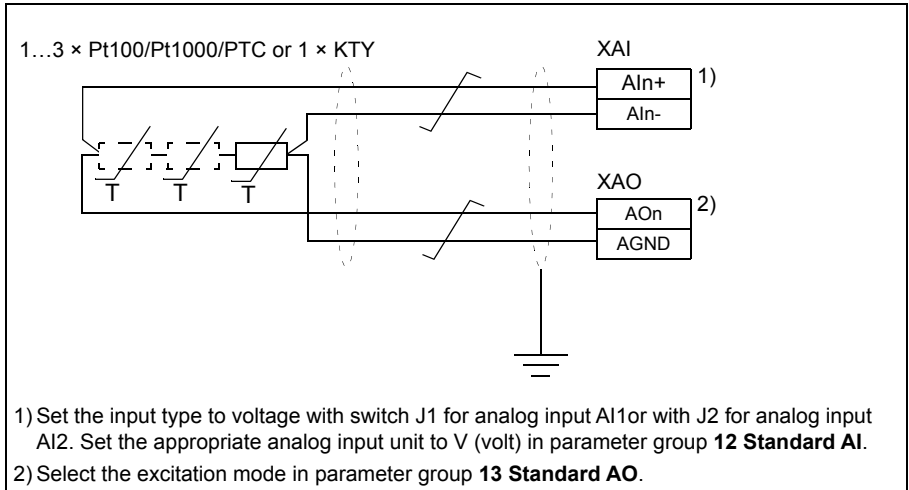 1…3 × Pt100/Pt1000/PTC or 1 × KTY
XAI
AIn+
1)
AIn-
T
T
T
XAO
AOn
2)
AGND
1) Set the input type to voltage with switch J1 for analog input AI1or with J2 for analog input
AI2. Set the appropriate analog input unit to V (volt) in parameter group 12 Standard AI.
2) Select the excitation mode in parameter group 13 Standard AO.